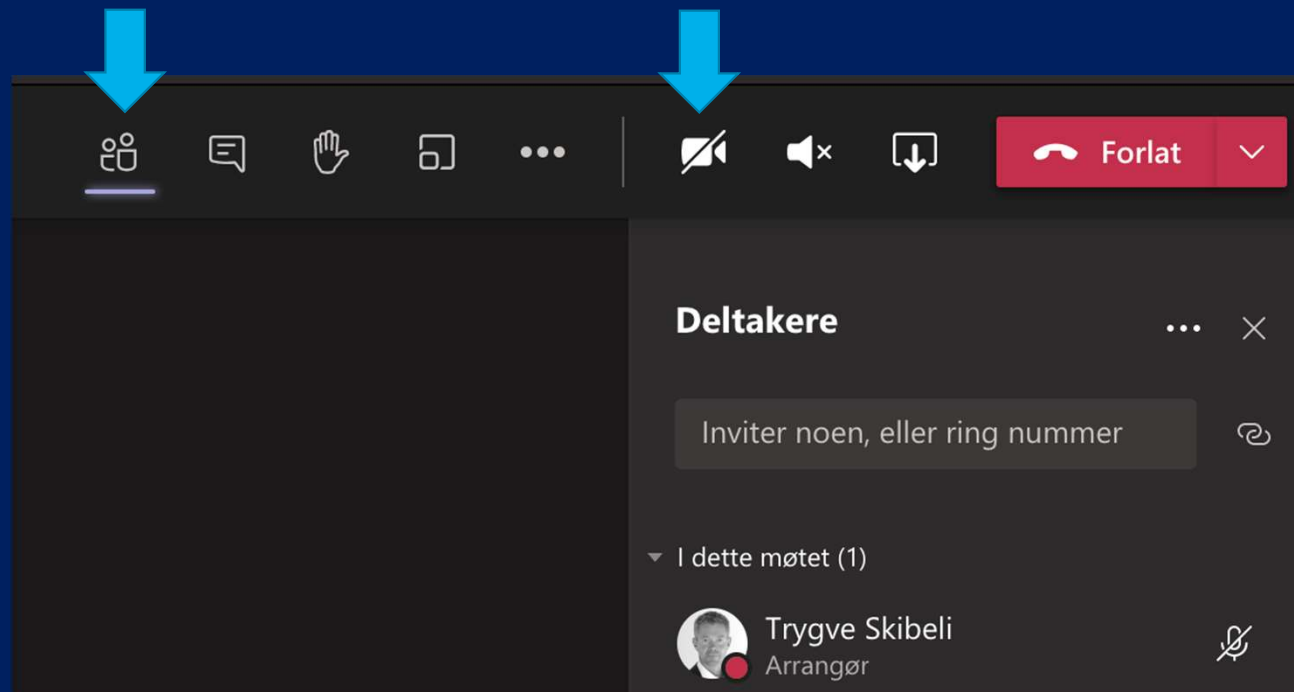 Forlat
Deltakere
Inviter noen, eller ring nummer
I dette møtet (1)
Trygve Skibeli
Arrangør